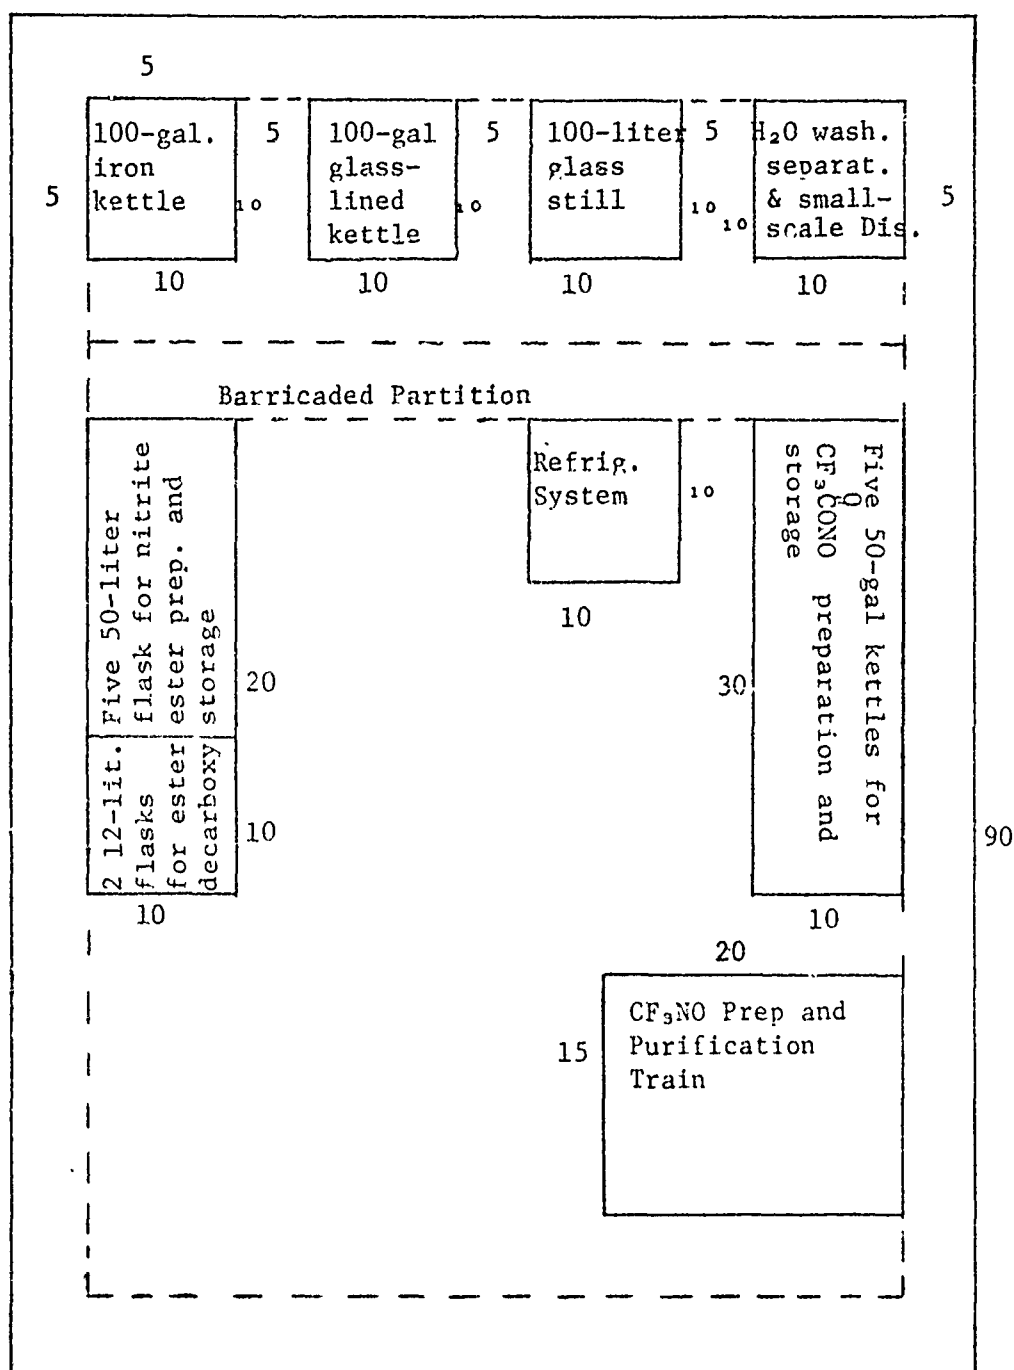 5
100-gal.
iron
kettle
5
10
10
5
100-gal
glass-
lined
kettle
5
10
10
100-liter
glass
still
5
10
10
H₂O wash.
separat.
& small-
scale Dis.
10
10
5
Barricaded Partition
Five 50-liter
flask for nitrite
ester prep. and
storage
20
2 12-lit.
flasks
for ester
decarboxy
10
10
Refrig.
System
10
10
Five 50-gal kettles for
O
CF₃CONO preparation and
storage
30
10
90
20
CF₃NO Prep and
Purification
Train
15